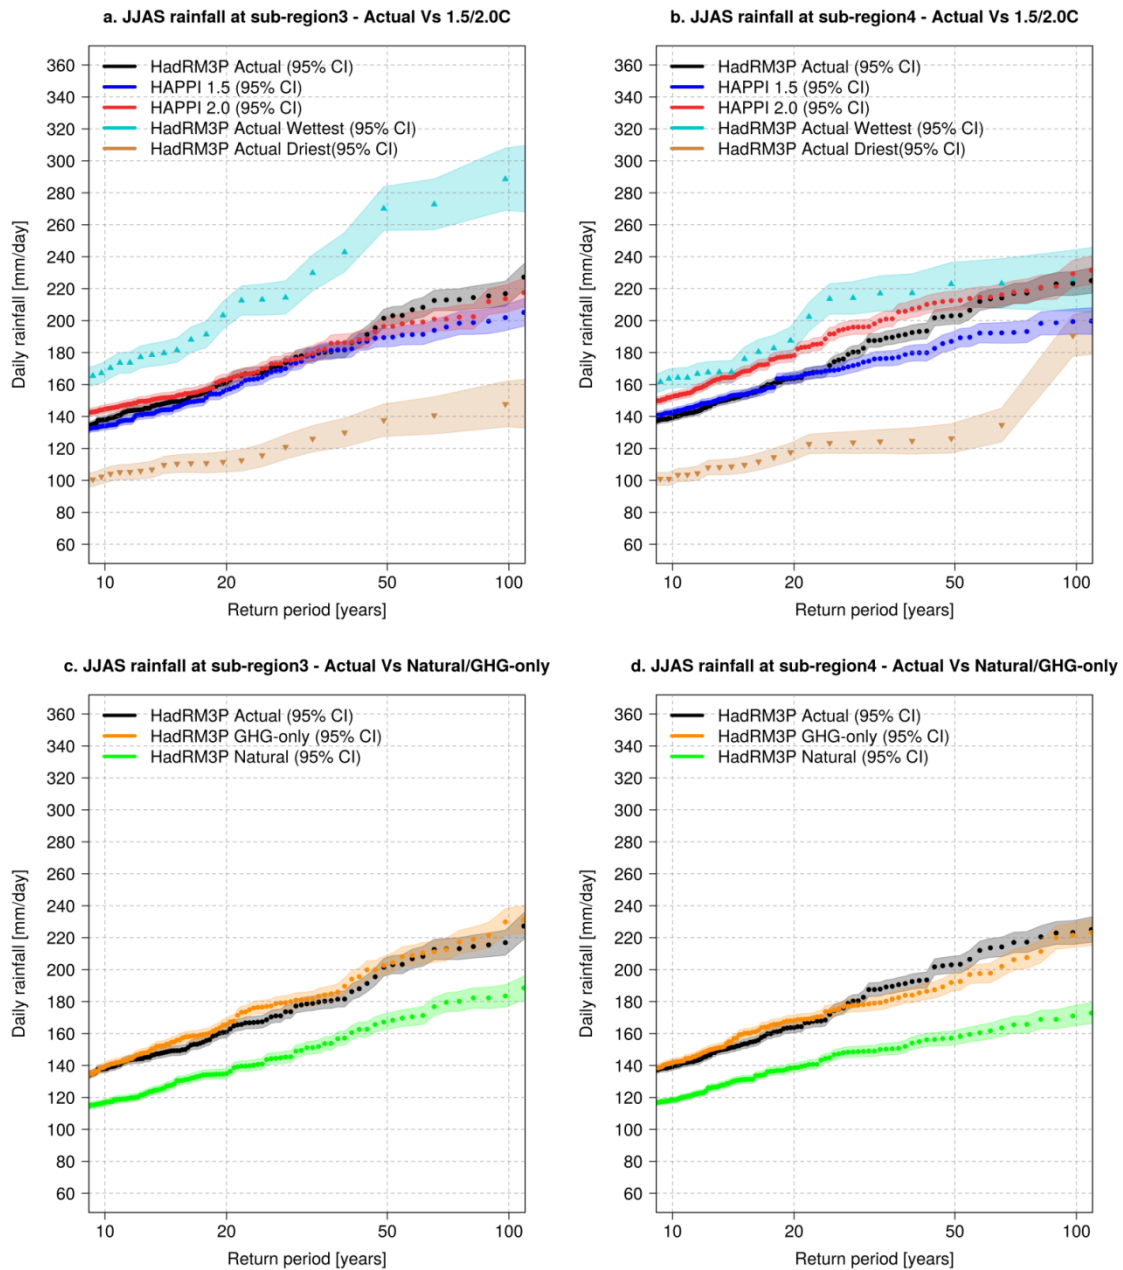 a. JJAS rainfall at sub-region3 - Actual Vs 1.5/2.0C
360
340
320
300
280
260
240
220
200
180
160
140
120
100
80
60
Daily rainfall [mm/day]
HadRM3P Actual (95% CI)
HAPPI 1.5 (95% CI)
HAPPI 2.0 (95% CI)
HadRM3P Actual Wettest (95% CI)
HadRM3P Actual Driest(95% CI)
10 20 50 100
Return period [years]
b. JJAS rainfall at sub-region4 - Actual Vs 1.5/2.0C
360
340
320
300
280
260
240
220
200
180
160
140
120
100
80
60
Daily rainfall [mm/day]
HadRM3P Actual (95% CI)
HAPPI 1.5 (95% CI)
HAPPI 2.0 (95% CI)
HadRM3P Actual Wettest (95% CI)
HadRM3P Actual Driest(95% CI)
10 20 50 100
Return period [years]
c. JJAS rainfall at sub-region3 - Actual Vs Natural/GHG-only
360
340
320
300
280
260
240
220
200
180
160
140
120
100
80
60
Daily rainfall [mm/day]
HadRM3P Actual (95% CI)
HadRM3P GHG-only (95% CI)
HadRM3P Natural (95% CI)
10 20 50 100
Return period [years]
d. JJAS rainfall at sub-region4 - Actual Vs Natural/GHG-only
360
340
320
300
280
260
240
220
200
180
160
140
120
100
80
60
Daily rainfall [mm/day]
HadRM3P Actual (95% CI)
HadRM3P GHG-only (95% CI)
HadRM3P Natural (95% CI)
10 20 50 100
Return period [years]